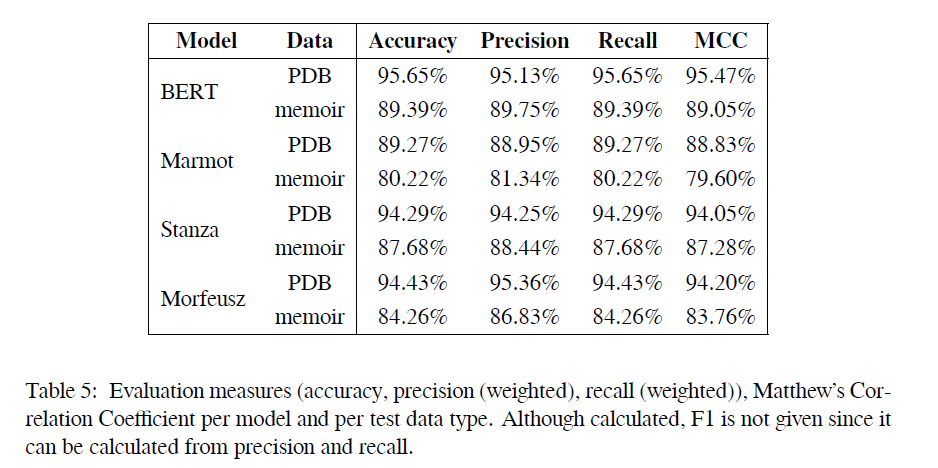 Model Data Accuracy Precision Recall MCC
BERT PDB 95.65% 95.13% 95.65% 95.47%
memoir 89.39% 89.75% 89.39% 89.05%
Marmot PDB 89.27% 88.95% 89.27% 88.83%
memoir 80.22% 81.34% 80.22% 79.60%
Stanza PDB 94.29% 94.25% 94.29% 94.05%
memoir 87.68% 88.44% 87.68% 87.28%
Morfeusz PDB 94.43% 95.36% 94.43% 94.20%
memoir 84.26% 86.83% 84.26% 83.76%
Table 5: Evaluation measures (accuracy, precision (weighted), recall (weighted)), Matthew's Cor-
relation Coefficient per model and per test data type. Although calculated, F1 is not given since it
can be calculated from precision and recall.